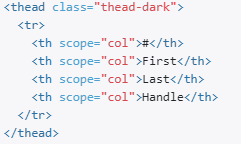 <thead class="thead-dark">
  <tr>
    <th scope="col">#</th>
    <th scope="col">First</th>
    <th scope="col">Last</th>
    <th scope="col">Handle</th>
  </tr>
</thead>